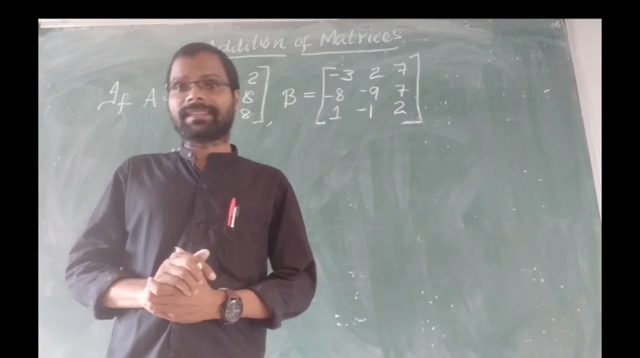 Addition of Matrices
-3 2 7
2
If A = 8 , B = -8 -9 7
8 1 -1 2